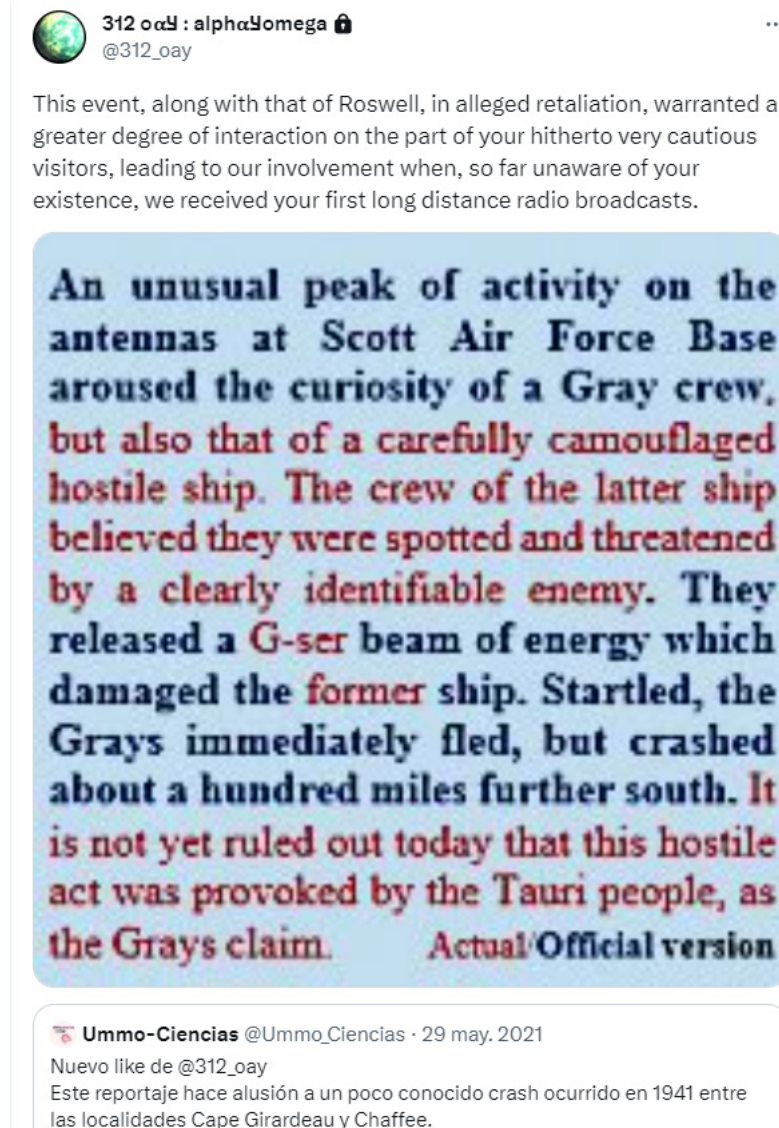 312 oαႸ : alphαႸomega 🔒
@312_oay
This event, along with that of Roswell, in alleged retaliation, warranted a
greater degree of interaction on the part of your hitherto very cautious
visitors, leading to our involvement when, so far unaware of your
existence, we received your first long distance radio broadcasts.
An unusual peak of activity on the
antennas at Scott Air Force Base
aroused the curiosity of a Gray crew,
but also that of a carefully camouflaged
hostile ship. The crew of the latter ship
believed they were spotted and threatened
by a clearly identifiable enemy. They
released a G-ser beam of energy which
damaged the former ship. Startled, the
Grays immediately fled, but crashed
about a hundred miles further south. It
is not yet ruled out today that this hostile
act was provoked by the Tauri people, as
the Grays claim. Actual/Official version
Ummo-Ciencias @Ummo_Ciencias · 29 may. 2021
Nuevo like de @312_oay
Este reportaje hace alusión a un poco conocido crash ocurrido en 1941 entre
las localidades Cape Girardeau y Chaffee.